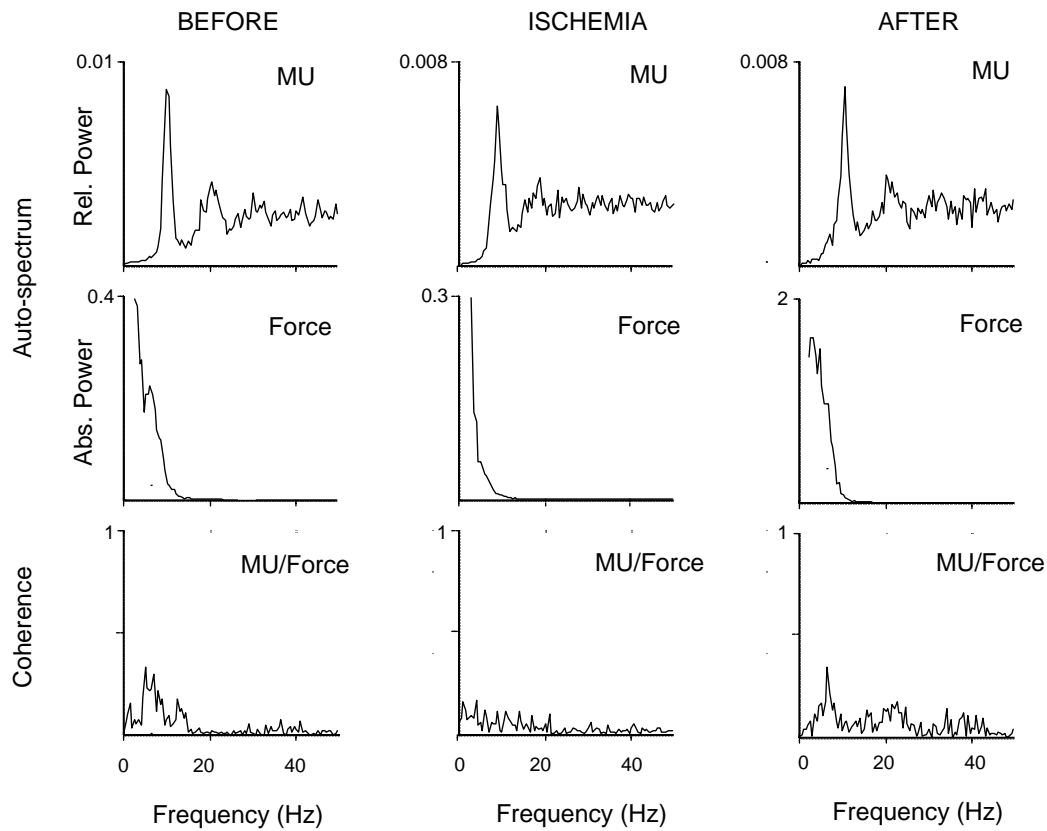 BEFORE ISCHEMIA AFTER
0.01 MU 0.008 MU 0.008 MU
Rel. Power
Auto-spectrum
0.4 Force 0.3 Force 2 Force
Abs. Power
1 MU/Force 1 MU/Force 1 MU/Force
Coherence
0 20 40 0 20 40 0 20 40
Frequency (Hz) Frequency (Hz) Frequency (Hz)